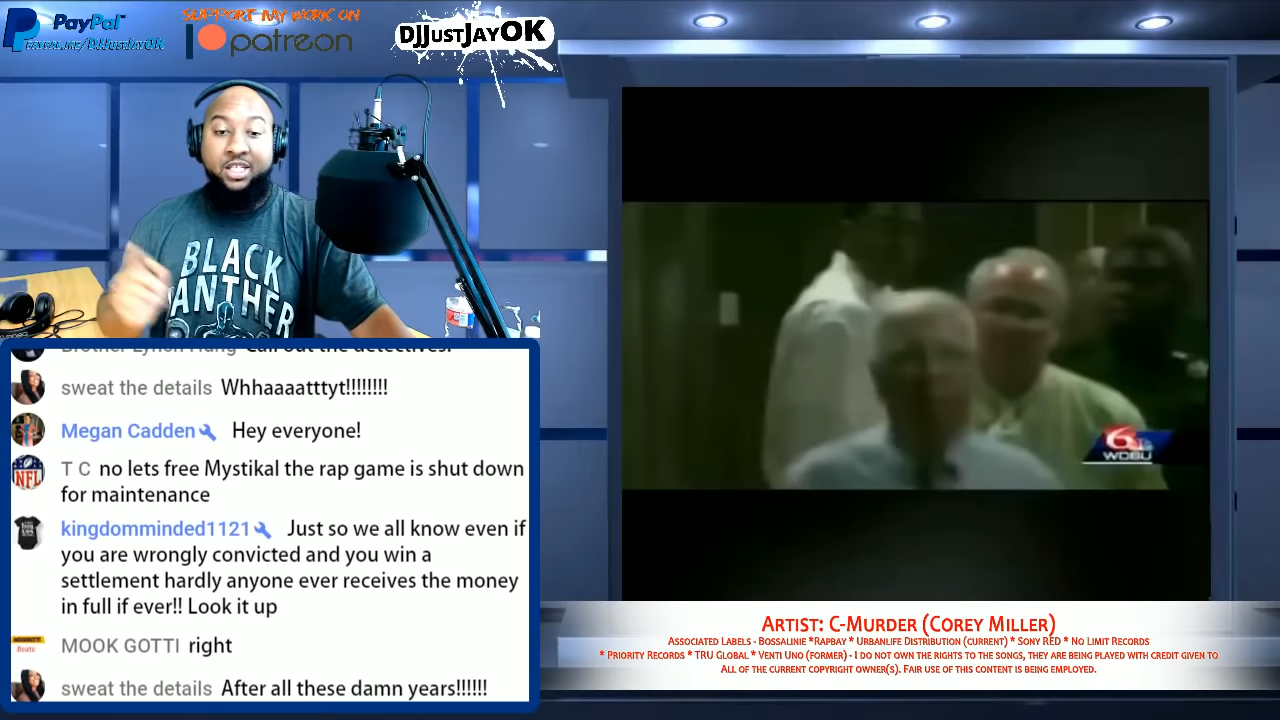 PayPal
SUPPORT MY WORK ON
patreon
DJJustJayOK
BLACK
PANTHER
Call out the detectives!
sweat the details Whhaaaatttyt!!!!!!!!
Megan Cadden Hey everyone!
T C no lets free Mystikal the rap game is shut down
for maintenance
kingdomminded1121 Just so we all know even if
you are wrongly convicted and you win a
settlement hardly anyone ever receives the money
in full if ever!! Look it up
MOOK GOTTI right
sweat the details After all these damn years!!!!!!
NFL
6
WDSU
Artist: C-Murder (Corey Miller)
Associated Labels - Bossalinie *Rapbay * Urbanlife Distribution (current) * Sony RED * No Limit Records
* Priority Records * TRU Global * Venti Uno (former) - I do not own the rights to the songs, they are being played with credit given to
all of the current copyright owner(s). Fair use of this content is being employed.